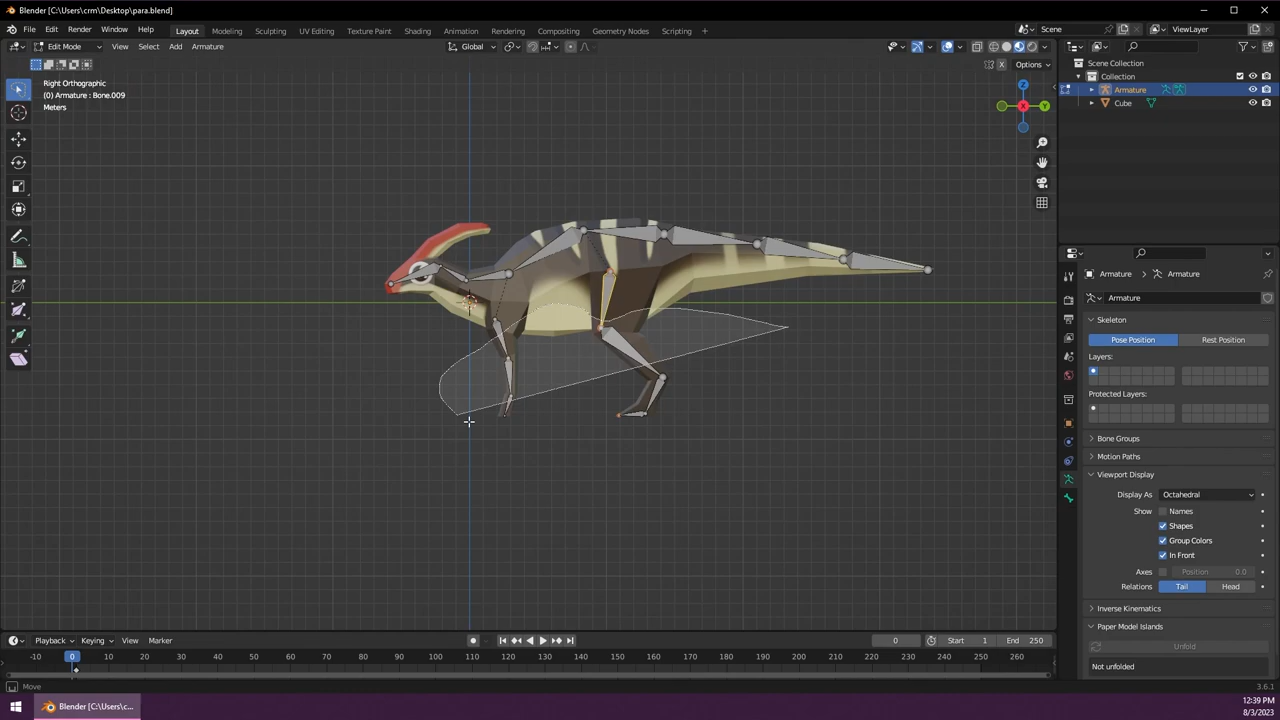 Blender [C:\Users\crm\Desktop\para.blend]
File Edit Render Window Help Layout Modeling Sculpting UV Editing Texture Paint Shading Animation Rendering Compositing Geometry Nodes Scripting + Scene ViewLayer
Edit Mode View Select Add Armature Global
X Options
Right Orthographic
(0) Armature : Bone.009
Meters
Z
X
Y
Scene Collection
Collection
Armature
Cube
Armature Armature
Armature
Skeleton
Pose Position Rest Position
Layers:
Protected Layers:
Bone Groups
Motion Paths
Viewport Display
Display As Octahedral
Show Names
Shapes
Group Colors
In Front
Axes Position 0.0
Relations Tail Head
Inverse Kinematics
Paper Model Islands
Unfold
Not unfolded
Playback Keying View Marker 0 Start 1 End 250
-10 0 10 20 30 40 50 60 70 80 90 100 110 120 130 140 150 160 170 180 190 200 210 220 230 240 250 260
Move 3.6.1
Blender [C:\Users\c...
12:39 PM
8/3/2023